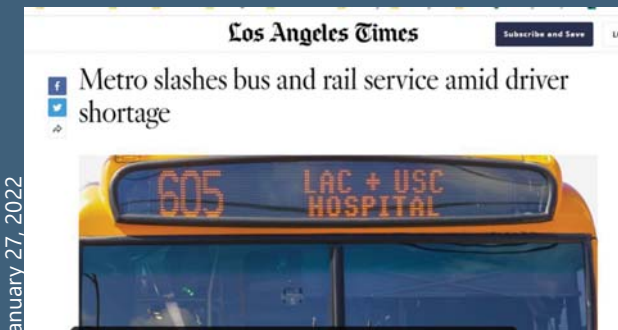 Los Angeles Times
Subscribe and Save
Metro slashes bus and rail service amid driver
shortage
605 LAC + USC
HOSPITAL
anuary 27, 2022